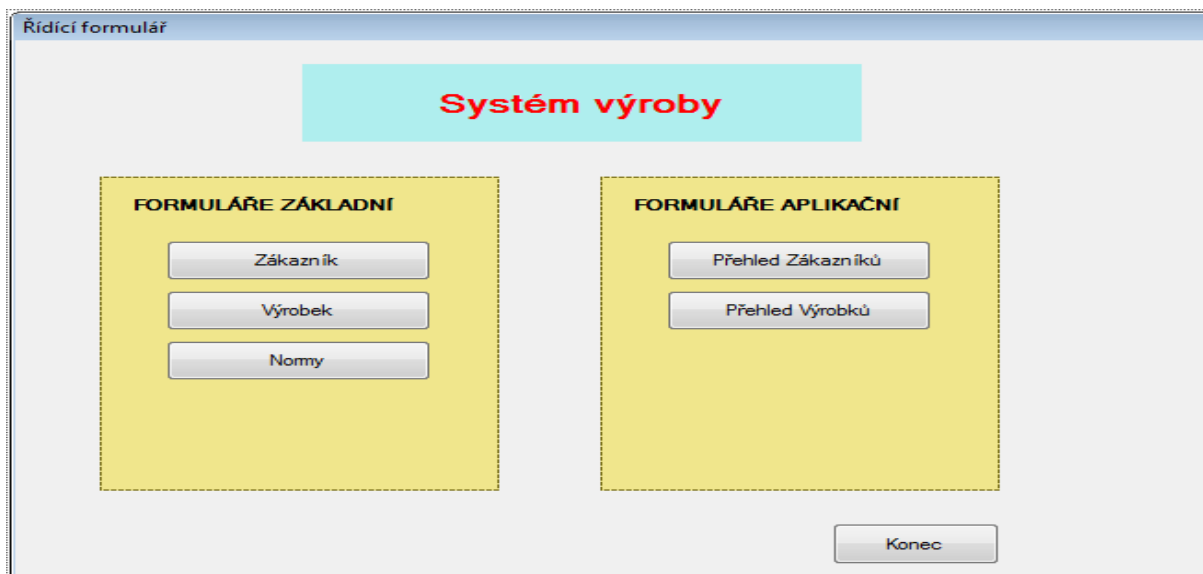 Řídící formulář
Systém výroby
FORMULÁŘE ZÁKLADNÍ
Zákazník
Výrobek
Normy
FORMULÁŘE APLIKAČNÍ
Přehled Zákazníků
Přehled Výrobků
Konec